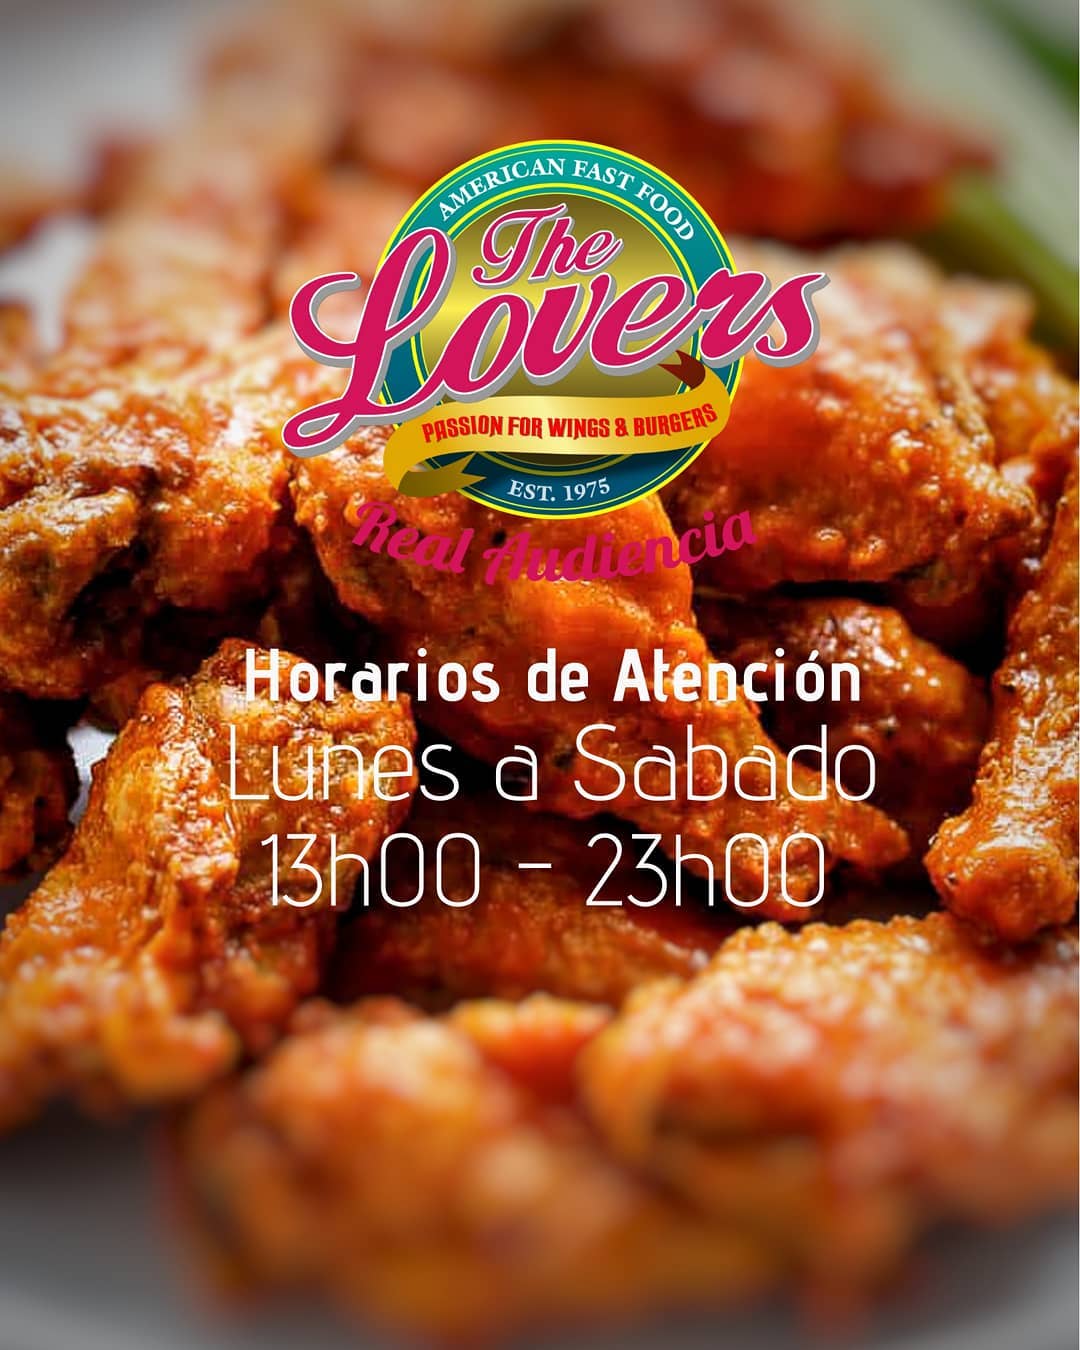 AMERICAN FAST FOOD
The
Lovers
PASSION FOR WINGS & BURGERS
EST. 1975
Real Audiencia
Horarios de Atención
Lunes a Sabado
13h00 - 23h00